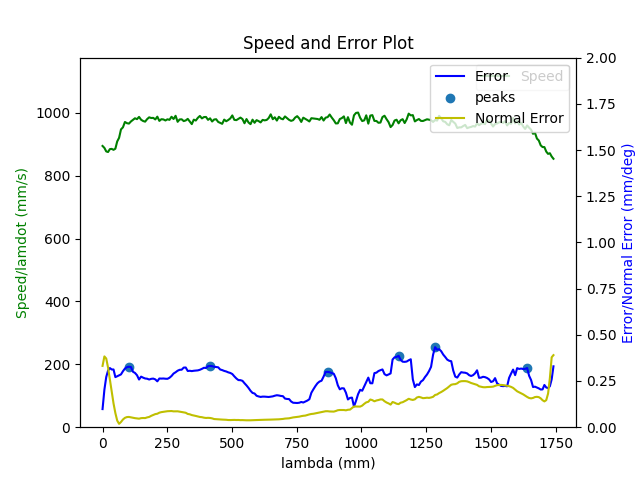 Speed and Error Plot
Speed/lamdot (mm/s)
1000
800
600
400
200
0
Error
Speed
peaks
Normal Error
2.00
1.75
1.50
1.25
1.00
0.75
0.50
0.25
0.00
Error/Normal Error (mm/deg)
0 250 500 750 1000 1250 1500 1750
lambda (mm)